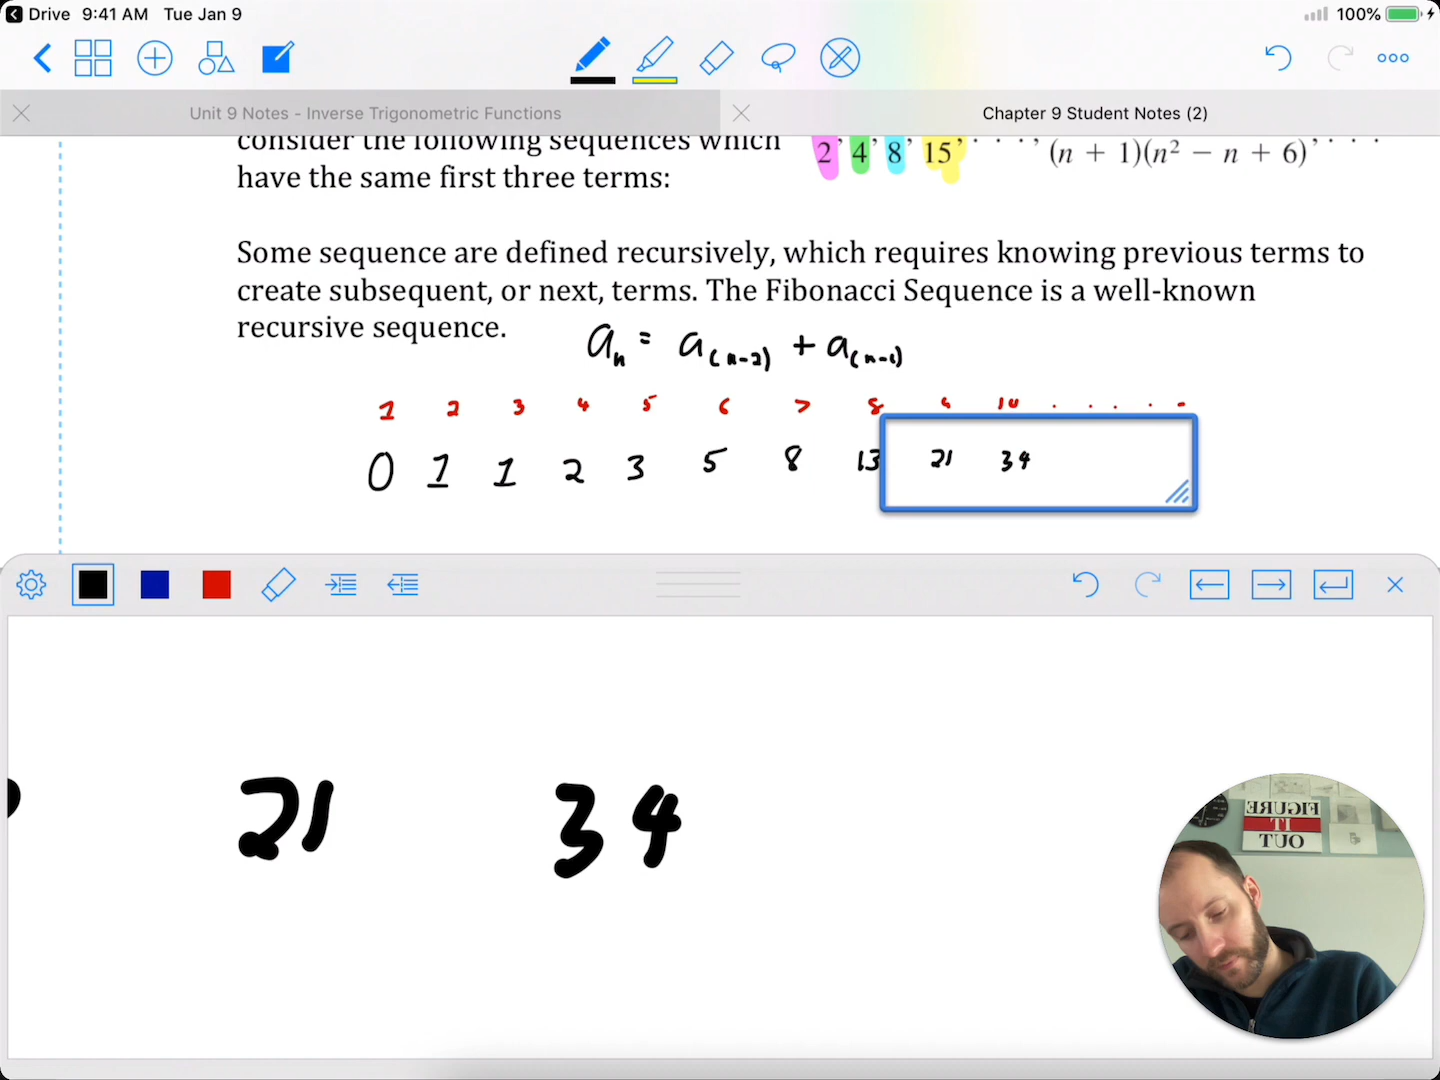 Drive 9:41 AM Tue Jan 9 100%
Unit 9 Notes - Inverse Trigonometric Functions Chapter 9 Student Notes (2)
consider the following sequences which 2, 4, 8, 15, . . . , (n + 1)(n² − n + 6), . . .
have the same first three terms:
Some sequence are defined recursively, which requires knowing previous terms to
create subsequent, or next, terms. The Fibonacci Sequence is a well-known
recursive sequence. aₙ = a₍ₙ₋₂₎ + a₍ₙ₋₁₎
1 2 3 4 5 6 7 8 9 10 . . . . .
0 1 1 2 3 5 8 13 21 34
21 34
FIGURE
IT
OUT